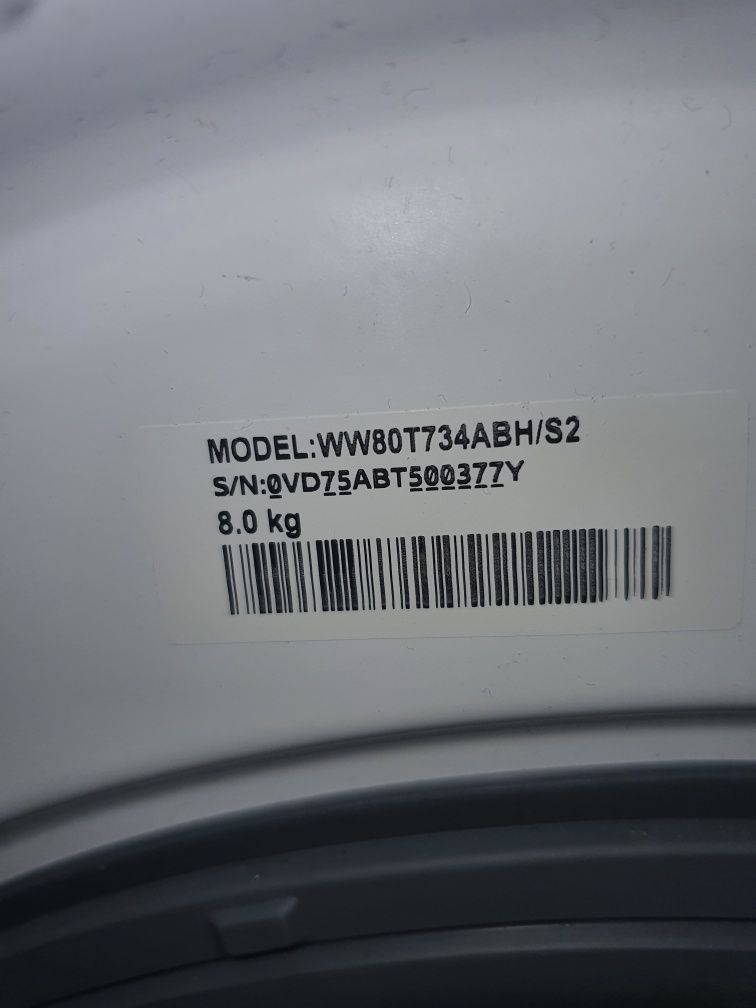 MODEL:WW80T734ABH/S2
S/N:0VD75ABT500377Y
8.0 kg